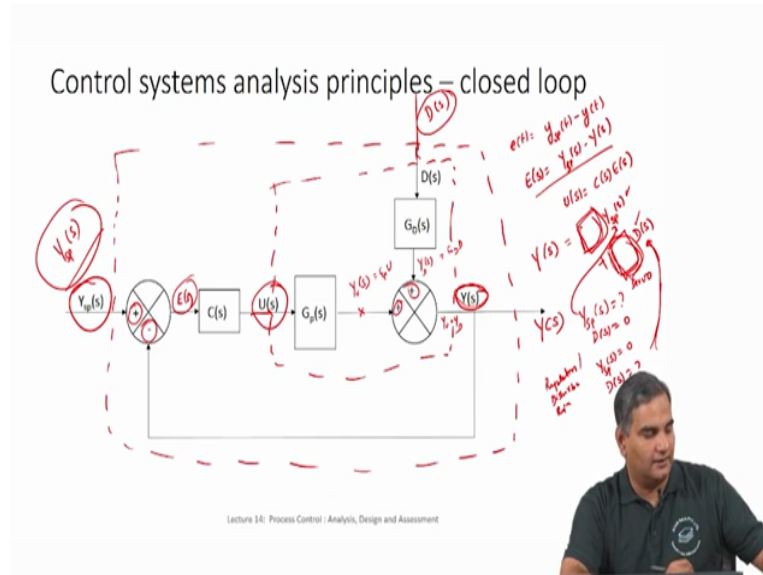 Control systems analysis principles – closed loop
D(s)
e(t) = y_sp(t) - y(t)
E(s) = Y_sp(s) - Y(s)
U(s) = C(s) E(s)
D(s)
G_D(s)
Y_sp(s)
Y(s) = Y_sp(s) D(s)
Y_sp(s)
+
-
E(s)
C(s)
U(s)
G_p(s)
+
+
Y(s)
Y(s)
Y_sp(s) = ?
D(s) = 0
Y_sp(s) = 0
D(s) = ?
Lecture 14: Process Control : Analysis, Design and Assessment